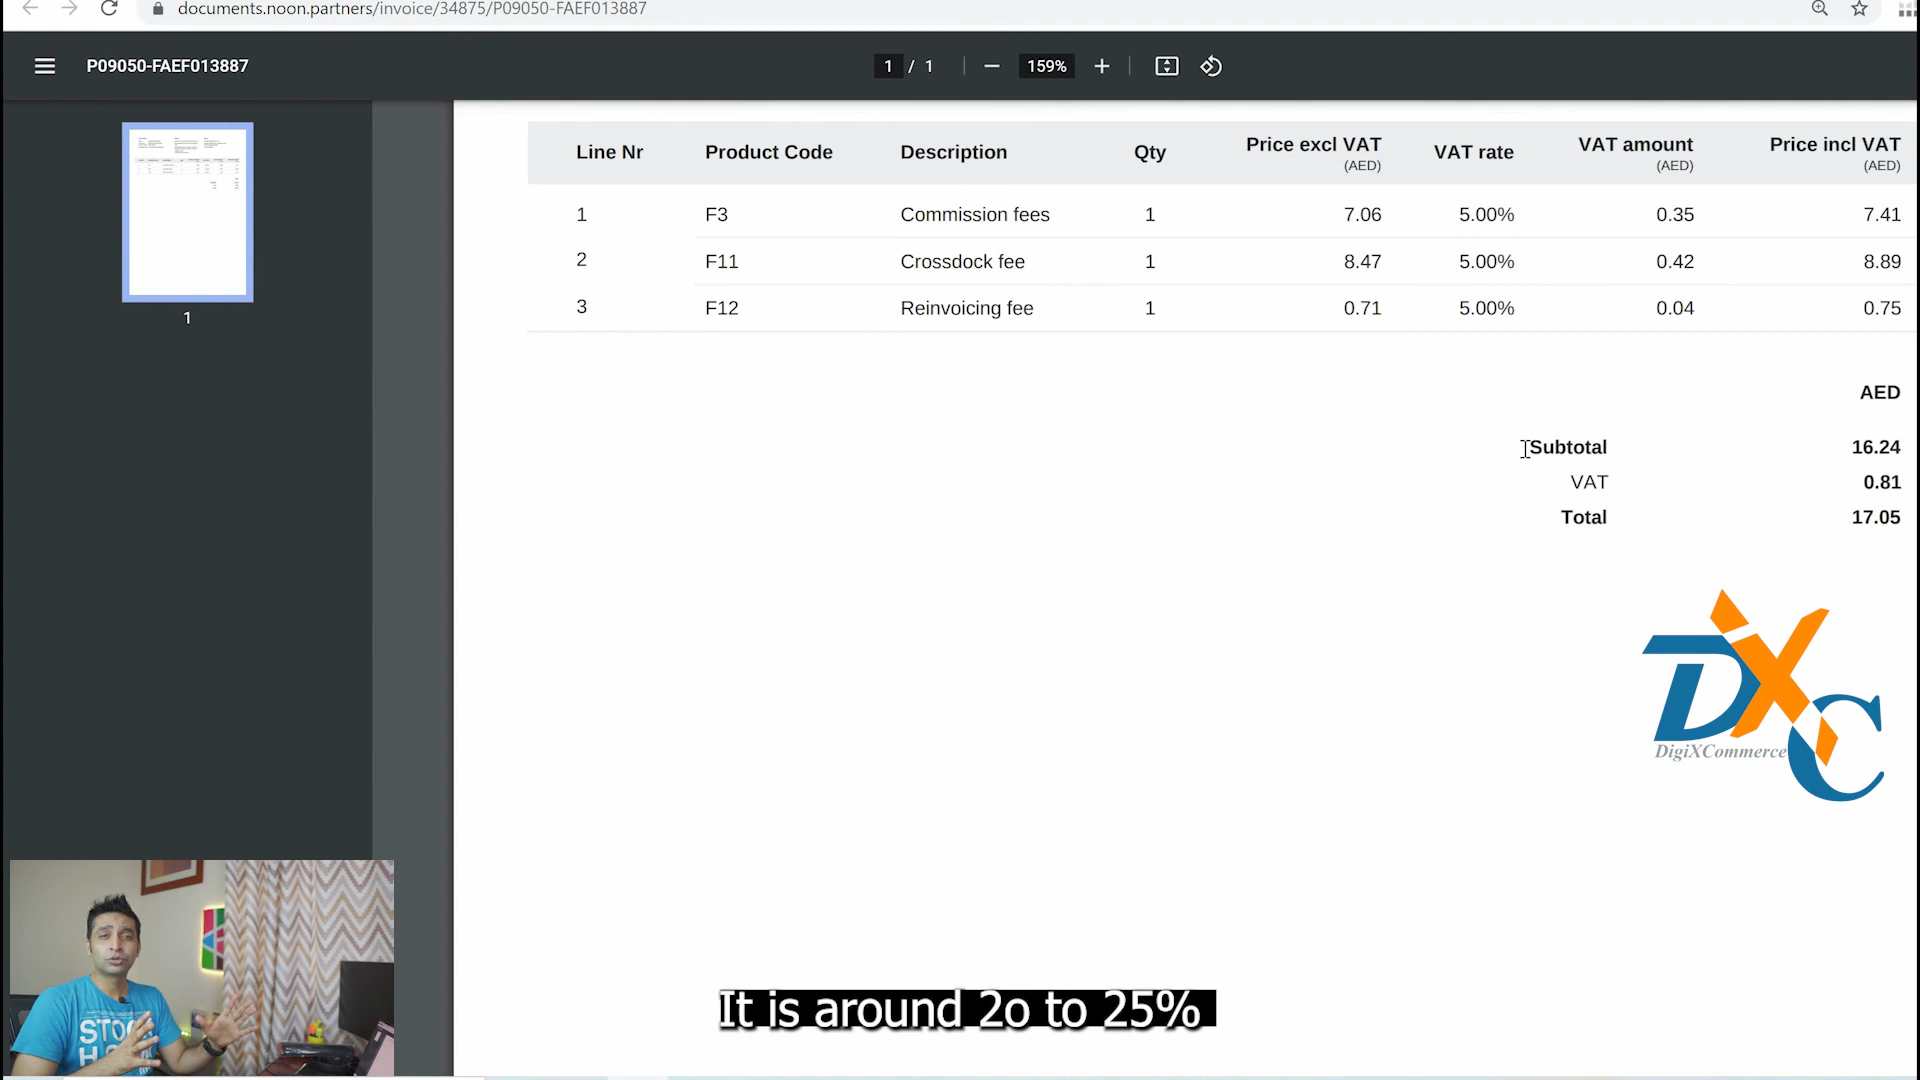 documents.noon.partners/invoice/34875/P09050-FAEF013887
P09050-FAEF013887
1 / 1
159%
1
Line Nr Product Code Description Qty Price excl VAT (AED) VAT rate VAT amount (AED) Price incl VAT (AED)
1 F3 Commission fees 1 7.06 5.00% 0.35 7.41
2 F11 Crossdock fee 1 8.47 5.00% 0.42 8.89
3 F12 Reinvoicing fee 1 0.71 5.00% 0.04 0.75
AED
Subtotal 16.24
VAT 0.81
Total 17.05
DXC
DigiXCommerce
It is around 2o to 25%